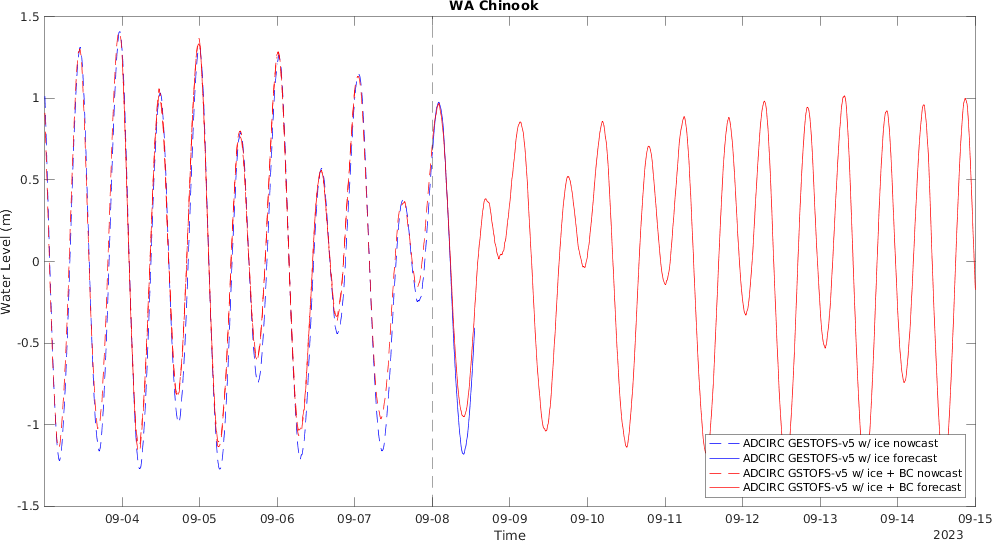 WA Chinook
1.5
1
0.5
0
-0.5
-1
-1.5
Water Level (m)
ADCIRC GESTOFS-v5 w/ ice nowcast
ADCIRC GESTOFS-v5 w/ ice forecast
ADCIRC GSTOFS-v5 w/ ice + BC nowcast
ADCIRC GSTOFS-v5 w/ ice + BC forecast
09-04 09-05 09-06 09-07 09-08 09-09 09-10 09-11 09-12 09-13 09-14 09-15
Time
2023